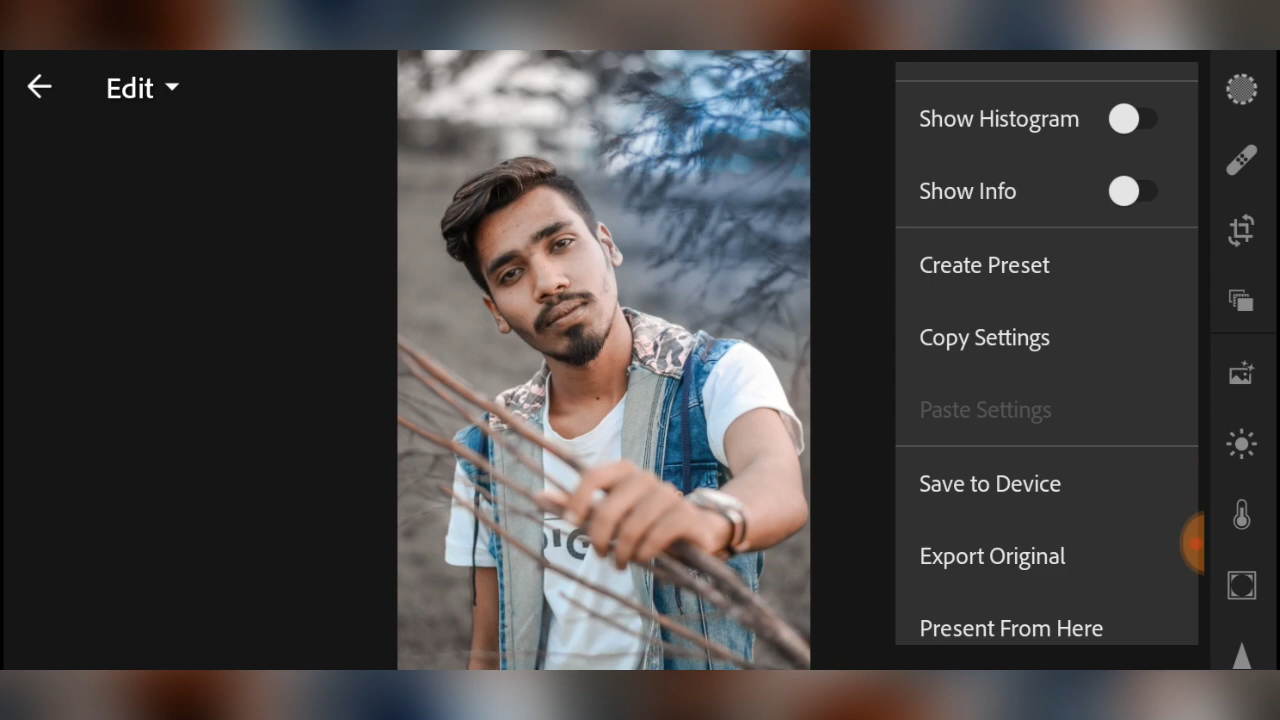 Edit
Show Histogram
Show Info
Create Preset
Copy Settings
Paste Settings
Save to Device
Export Original
Present From Here